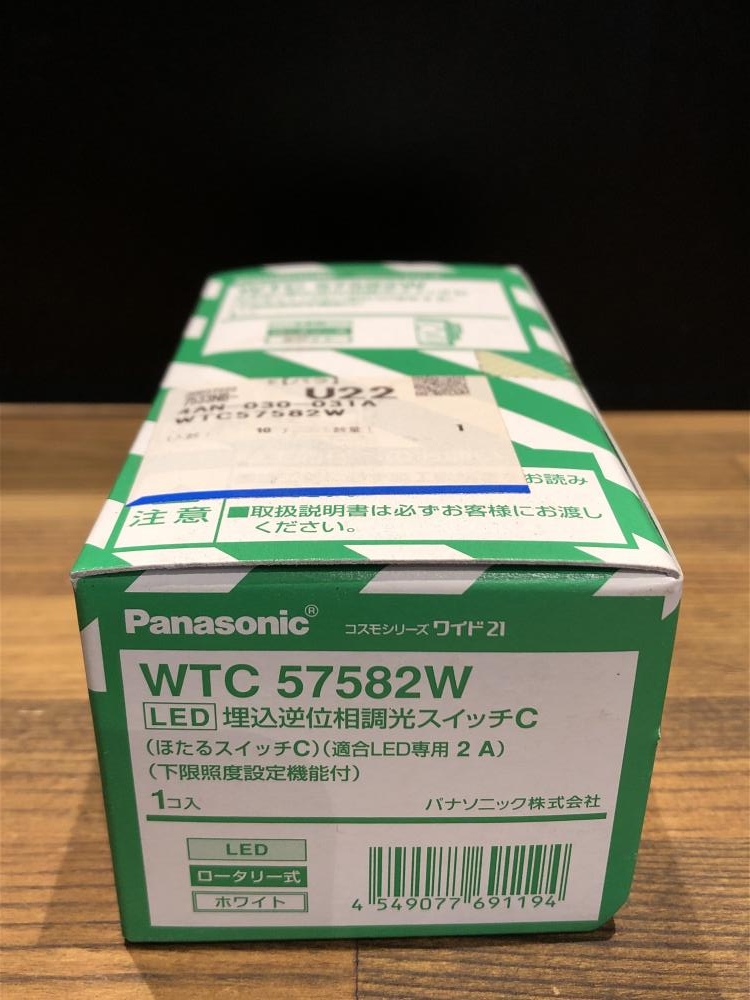 WTC 57582W
U22
4AN-030-031A
WTC57582W
1
お読み
注意
■取扱説明書は必ずお客様にお渡し
ください。
Panasonic® コスモシリーズ ワイド21
WTC 57582W
LED 埋込逆位相調光スイッチC
(ほたるスイッチC)(適合LED専用 2 A)
(下限照度設定機能付)
1コ入 パナソニック株式会社
LED
ロータリー式
ホワイト
4 549077 691194